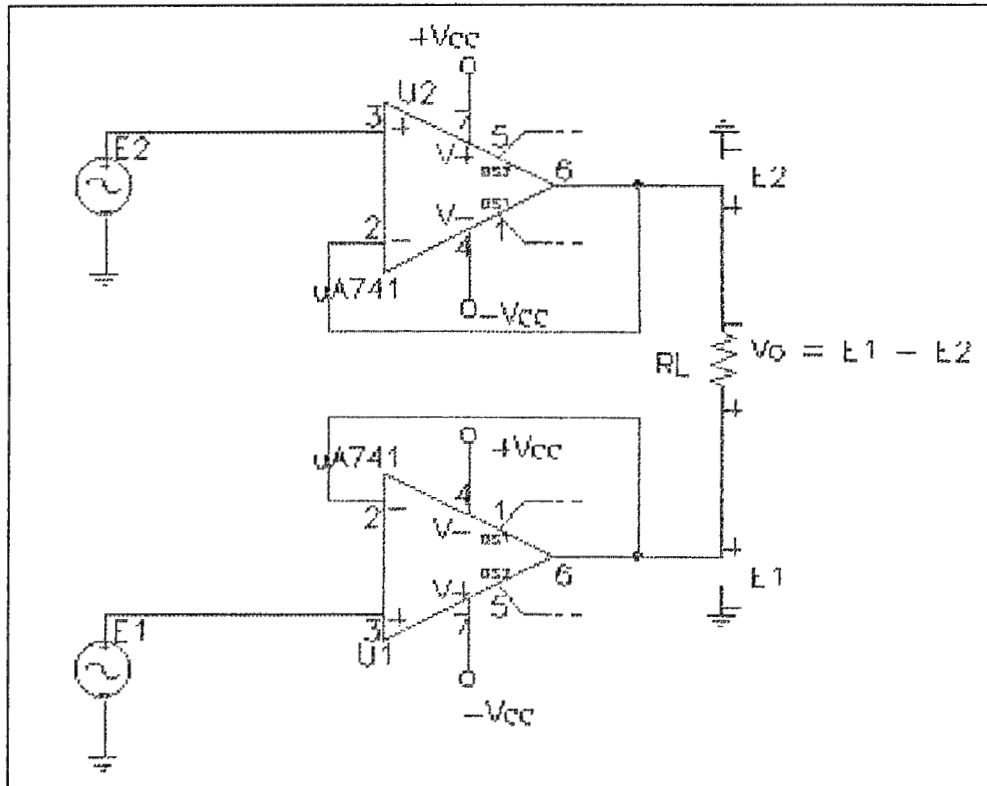 +Vcc
U2
E2
3
+
7
5
V+
OS2
6
OS1
V-
2
-
4
1
uA741
-Vcc
-
E2
+
-
RL
Vo = E1 - E2
+
uA741
+Vcc
4
1
2
-
V-
OS1
6
OS2
V+
5
+
E1
-
E1
3
+
7
U1
-Vcc